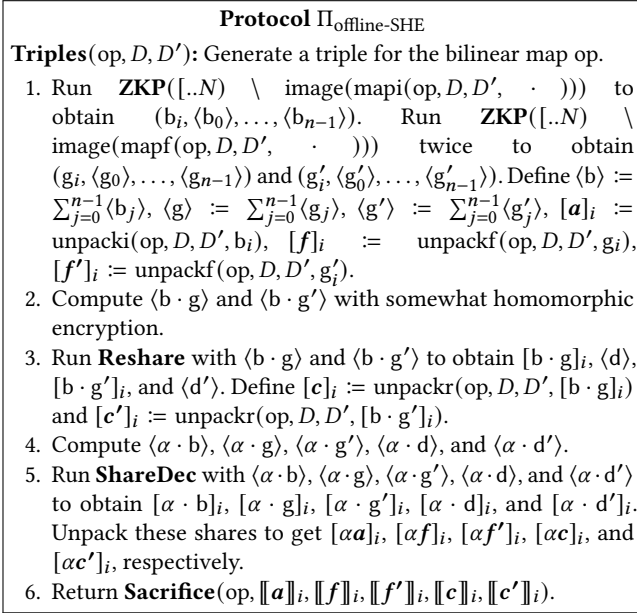 Protocol Π_offline-SHE
Triples(op, D, D′): Generate a triple for the bilinear map op.
1. Run ZKP([..N) \ image(mapi(op, D, D′, · ))) to
obtain (b_i, ⟨b_0⟩, . . . , ⟨b_{n−1}⟩). Run ZKP([..N) \
image(mapf(op, D, D′, · ))) twice to obtain
(g_i, ⟨g_0⟩, . . . , ⟨g_{n−1}⟩) and (g′_i, ⟨g′_0⟩, . . . , ⟨g′_{n−1}⟩). Define ⟨b⟩ :=
∑_{j=0}^{n−1}⟨b_j⟩, ⟨g⟩ := ∑_{j=0}^{n−1}⟨g_j⟩, ⟨g′⟩ := ∑_{j=0}^{n−1}⟨g′_j⟩, [a]_i :=
unpacki(op, D, D′, b_i), [f]_i := unpackf(op, D, D′, g_i),
[f′]_i := unpackf(op, D, D′, g′_i).
2. Compute ⟨b · g⟩ and ⟨b · g′⟩ with somewhat homomorphic
encryption.
3. Run Reshare with ⟨b · g⟩ and ⟨b · g′⟩ to obtain [b · g]_i, ⟨d⟩,
[b · g′]_i, and ⟨d′⟩. Define [c]_i := unpackr(op, D, D′, [b · g]_i)
and [c′]_i := unpackr(op, D, D′, [b · g′]_i).
4. Compute ⟨α · b⟩, ⟨α · g⟩, ⟨α · g′⟩, ⟨α · d⟩, and ⟨α · d′⟩.
5. Run ShareDec with ⟨α · b⟩, ⟨α · g⟩, ⟨α · g′⟩, ⟨α · d⟩, and ⟨α · d′⟩
to obtain [α · b]_i, [α · g]_i, [α · g′]_i, [α · d]_i, and [α · d′]_i.
Unpack these shares to get [αa]_i, [αf]_i, [αf′]_i, [αc]_i, and
[αc′]_i, respectively.
6. Return Sacrifice(op, ⟦a⟧_i, ⟦f⟧_i, ⟦f′⟧_i, ⟦c⟧_i, ⟦c′⟧_i).